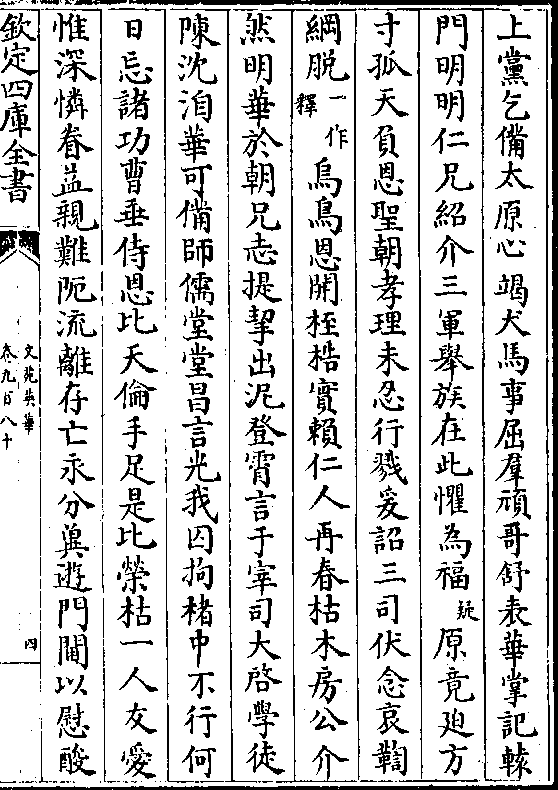 上黨乞備太原心竭犬馬事屈羣頑哥舒表華掌記轅
門明明仁兄紹介三軍舉族在此懼為福疑原竟廹方
寸孤天負恩聖朝孝理未忍行戮爰詔三司伏念哀鞫
綱脫一作釋烏鳥恩開桎梏實賴仁人再春枯木房公介
然明華於朝兄志提挈出泥登霄言于宰司大啓學徒
陳沈洎華可備師儒堂堂昌言光我囚拘楮中不行何
日忘諸功曹垂侍恩比天倫手足是比榮枯一人友愛
惟深憐眷益親難阨流離存亡永分奠遊門閫以慰酸
欽定四庫全書
文苑英華
卷九百八十
四